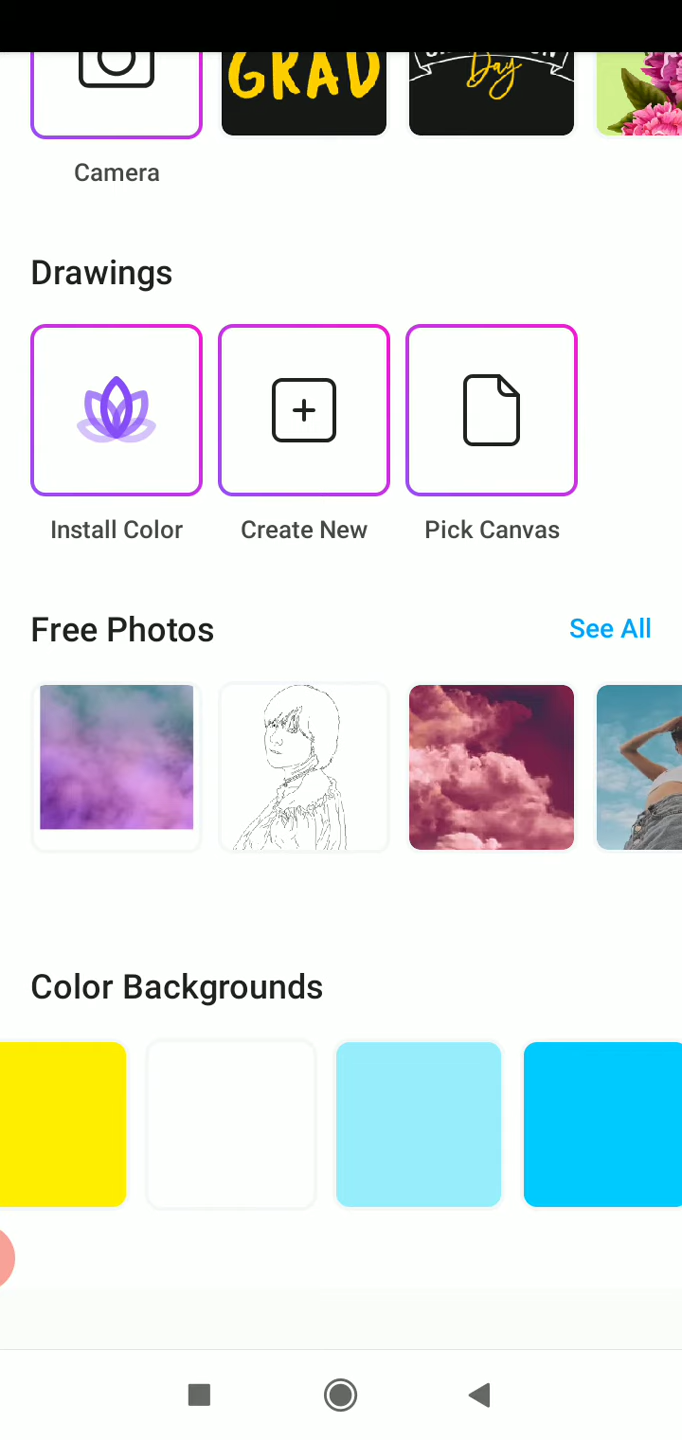 GRAD
Day
Camera
Drawings
Install Color
Create New
Pick Canvas
Free Photos
See All
Color Backgrounds